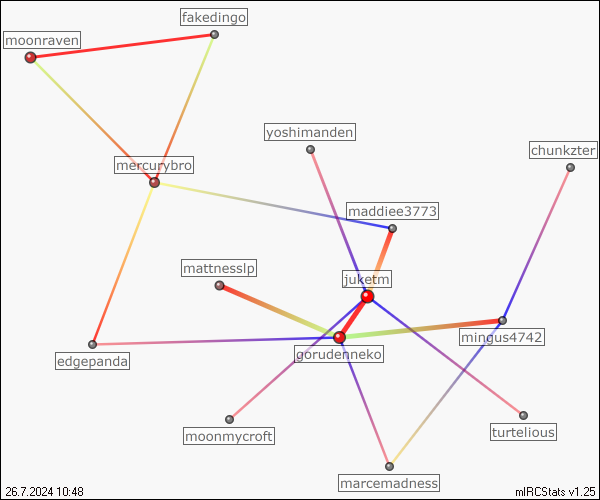 fakedingo
moonraven
yoshimanden
chunkzter
mercurybro
maddiee3773
mattnesslp
juketm
mingus4742
gorudenneko
edgepanda
moonmycroft
turtelious
marcemadness
26.7.2024 10:48
mIRCStats v1.25